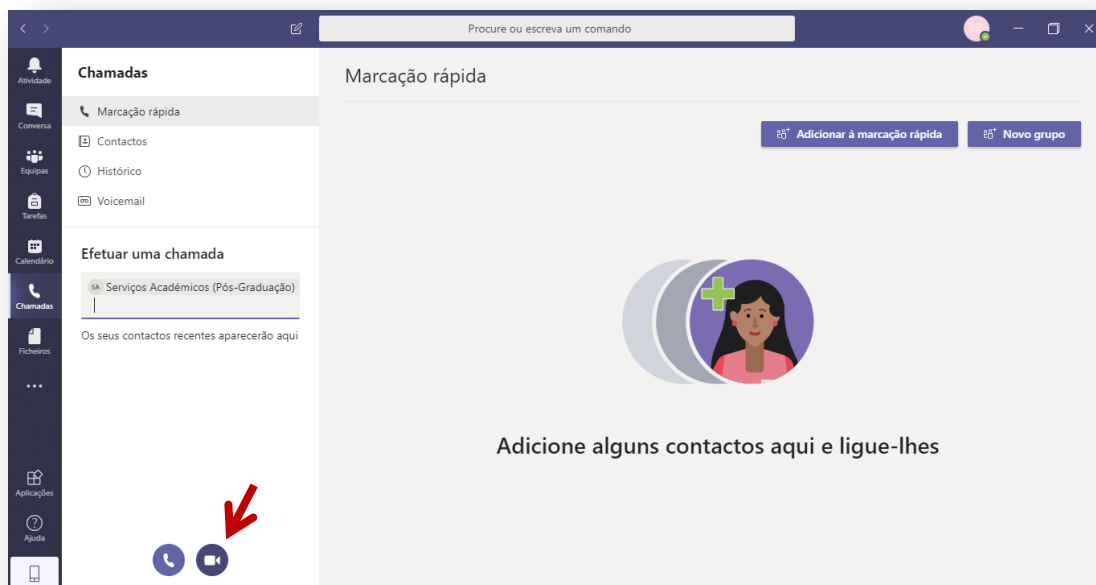 Procure ou escreva um comando
Atividade
Conversa
Equipas
Tarefas
Calendário
Chamadas
Ficheiros
Aplicações
Ajuda
Chamadas
Marcação rápida
Contactos
Histórico
Voicemail
Efetuar uma chamada
SA Serviços Académicos (Pós-Graduação)
Os seus contactos recentes aparecerão aqui
Marcação rápida
Adicionar à marcação rápida
Novo grupo
Adicione alguns contactos aqui e ligue-lhes